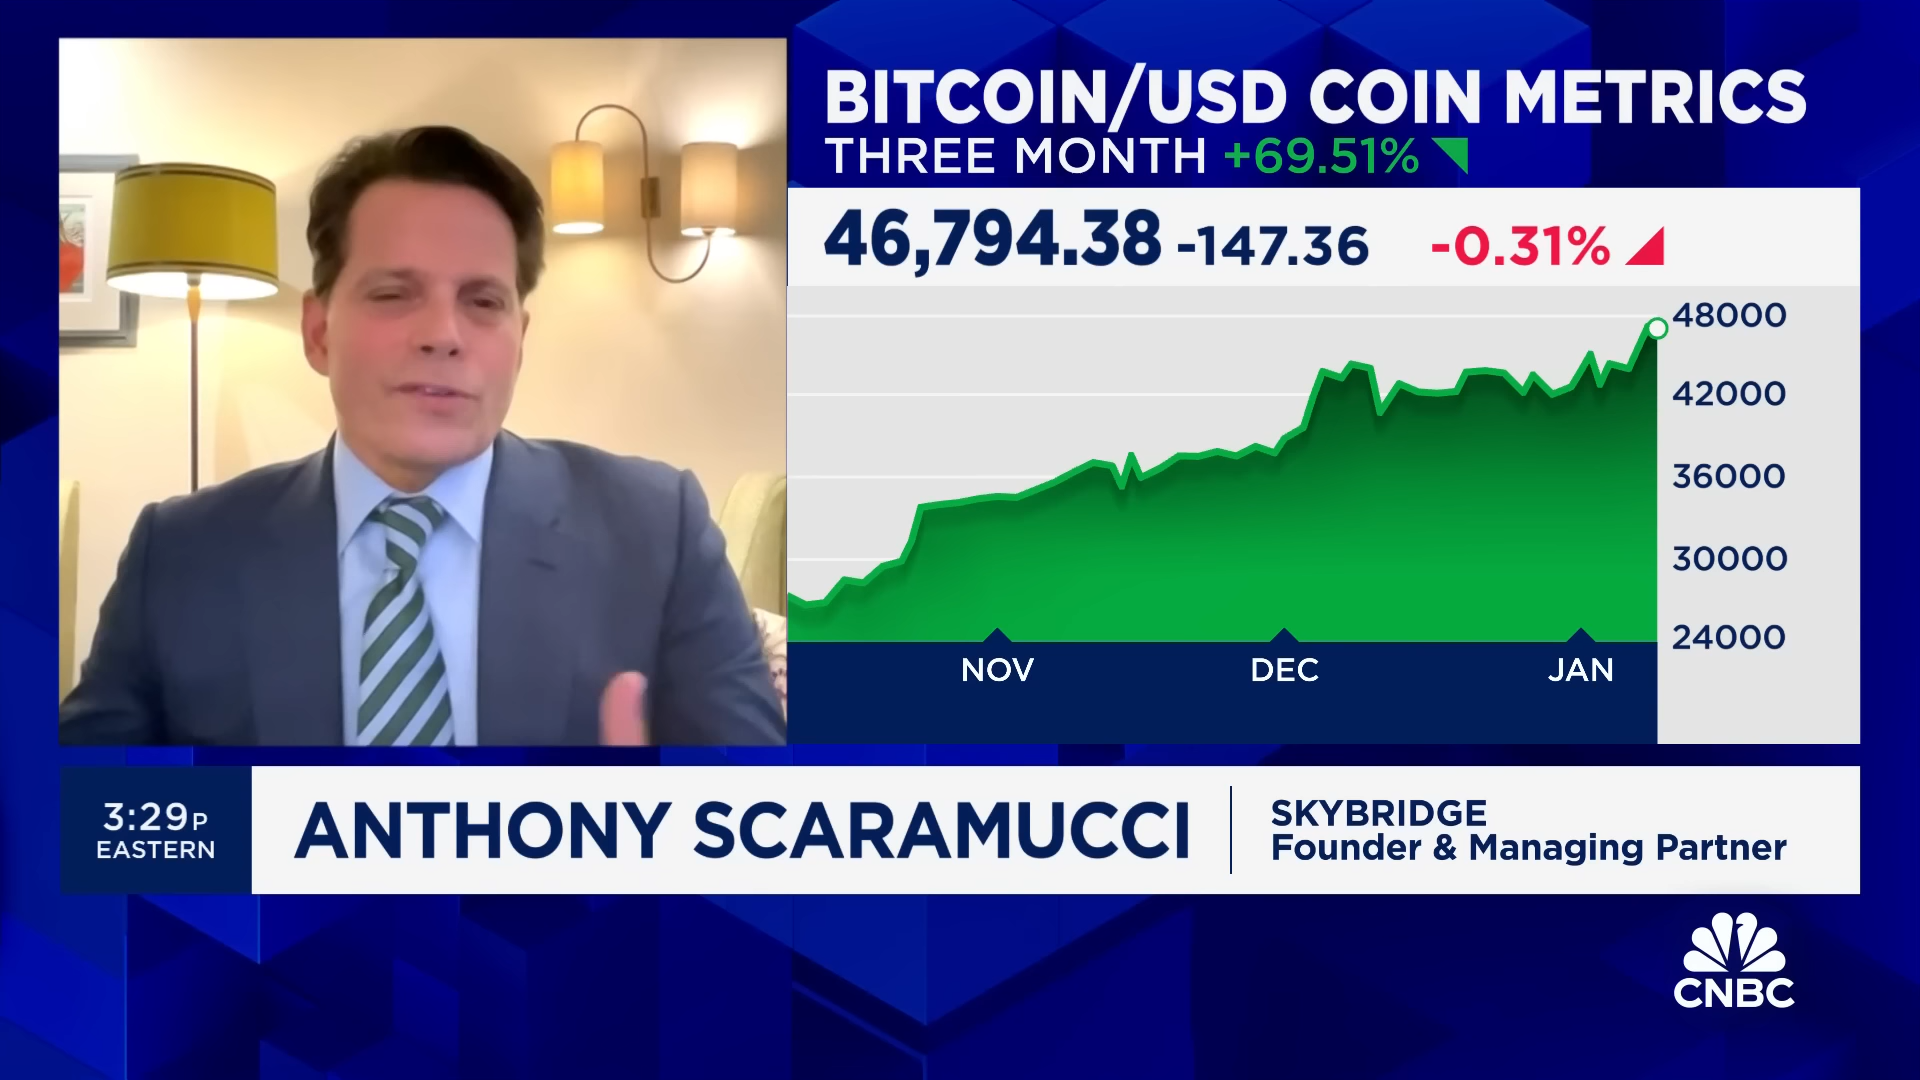 BITCOIN/USD COIN METRICS
THREE MONTH +69.51%
46,794.38 -147.36 -0.31%
48000
42000
36000
30000
24000
NOV DEC JAN
3:29P
EASTERN
ANTHONY SCARAMUCCI
SKYBRIDGE
Founder & Managing Partner
CNBC